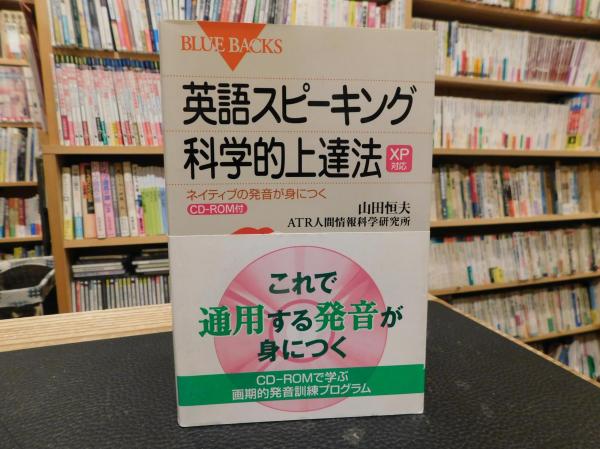 BLUE BACKS
英語スピーキング
科学的上達法
XP
対応
ネイティブの発音が身につく
CD-ROM付
山田恒夫
ATR人間情報科学研究所
これで
通用する発音が
身につく
CD-ROMで学ぶ
画期的発音訓練プログラム